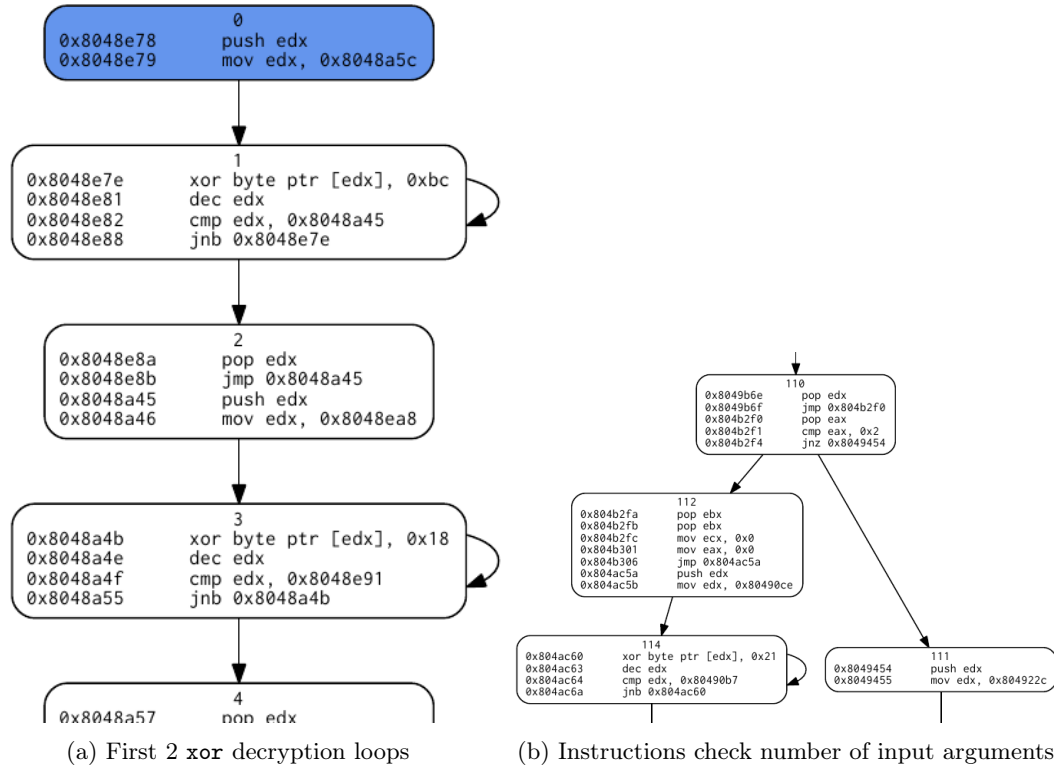 0
0x8048e78 push edx
0x8048e79 mov edx, 0x8048a5c
1
0x8048e7e xor byte ptr [edx], 0xbc
0x8048e81 dec edx
0x8048e82 cmp edx, 0x8048a45
0x8048e88 jnb 0x8048e7e
2
0x8048e8a pop edx
0x8048e8b jmp 0x8048a45
0x8048a45 push edx
0x8048a46 mov edx, 0x8048ea8
3
0x8048a4b xor byte ptr [edx], 0x18
0x8048a4e dec edx
0x8048a4f cmp edx, 0x8048e91
0x8048a55 jnb 0x8048a4b
4
0x8048a57 pop edx
(a) First 2 xor decryption loops
110
0x8049b6e pop edx
0x8049b6f jmp 0x804b2f0
0x804b2f0 pop eax
0x804b2f1 cmp eax, 0x2
0x804b2f4 jnz 0x8049454
112
0x804b2fa pop ebx
0x804b2fb pop ebx
0x804b2fc mov ecx, 0x0
0x804b301 mov eax, 0x0
0x804b306 jmp 0x804ac5a
0x804ac5a push edx
0x804ac5b mov edx, 0x80490ce
114
0x804ac60 xor byte ptr [edx], 0x21
0x804ac63 dec edx
0x804ac64 cmp edx, 0x80490b7
0x804ac6a jnb 0x804ac60
111
0x8049454 push edx
0x8049455 mov edx, 0x804922c
(b) Instructions check number of input arguments